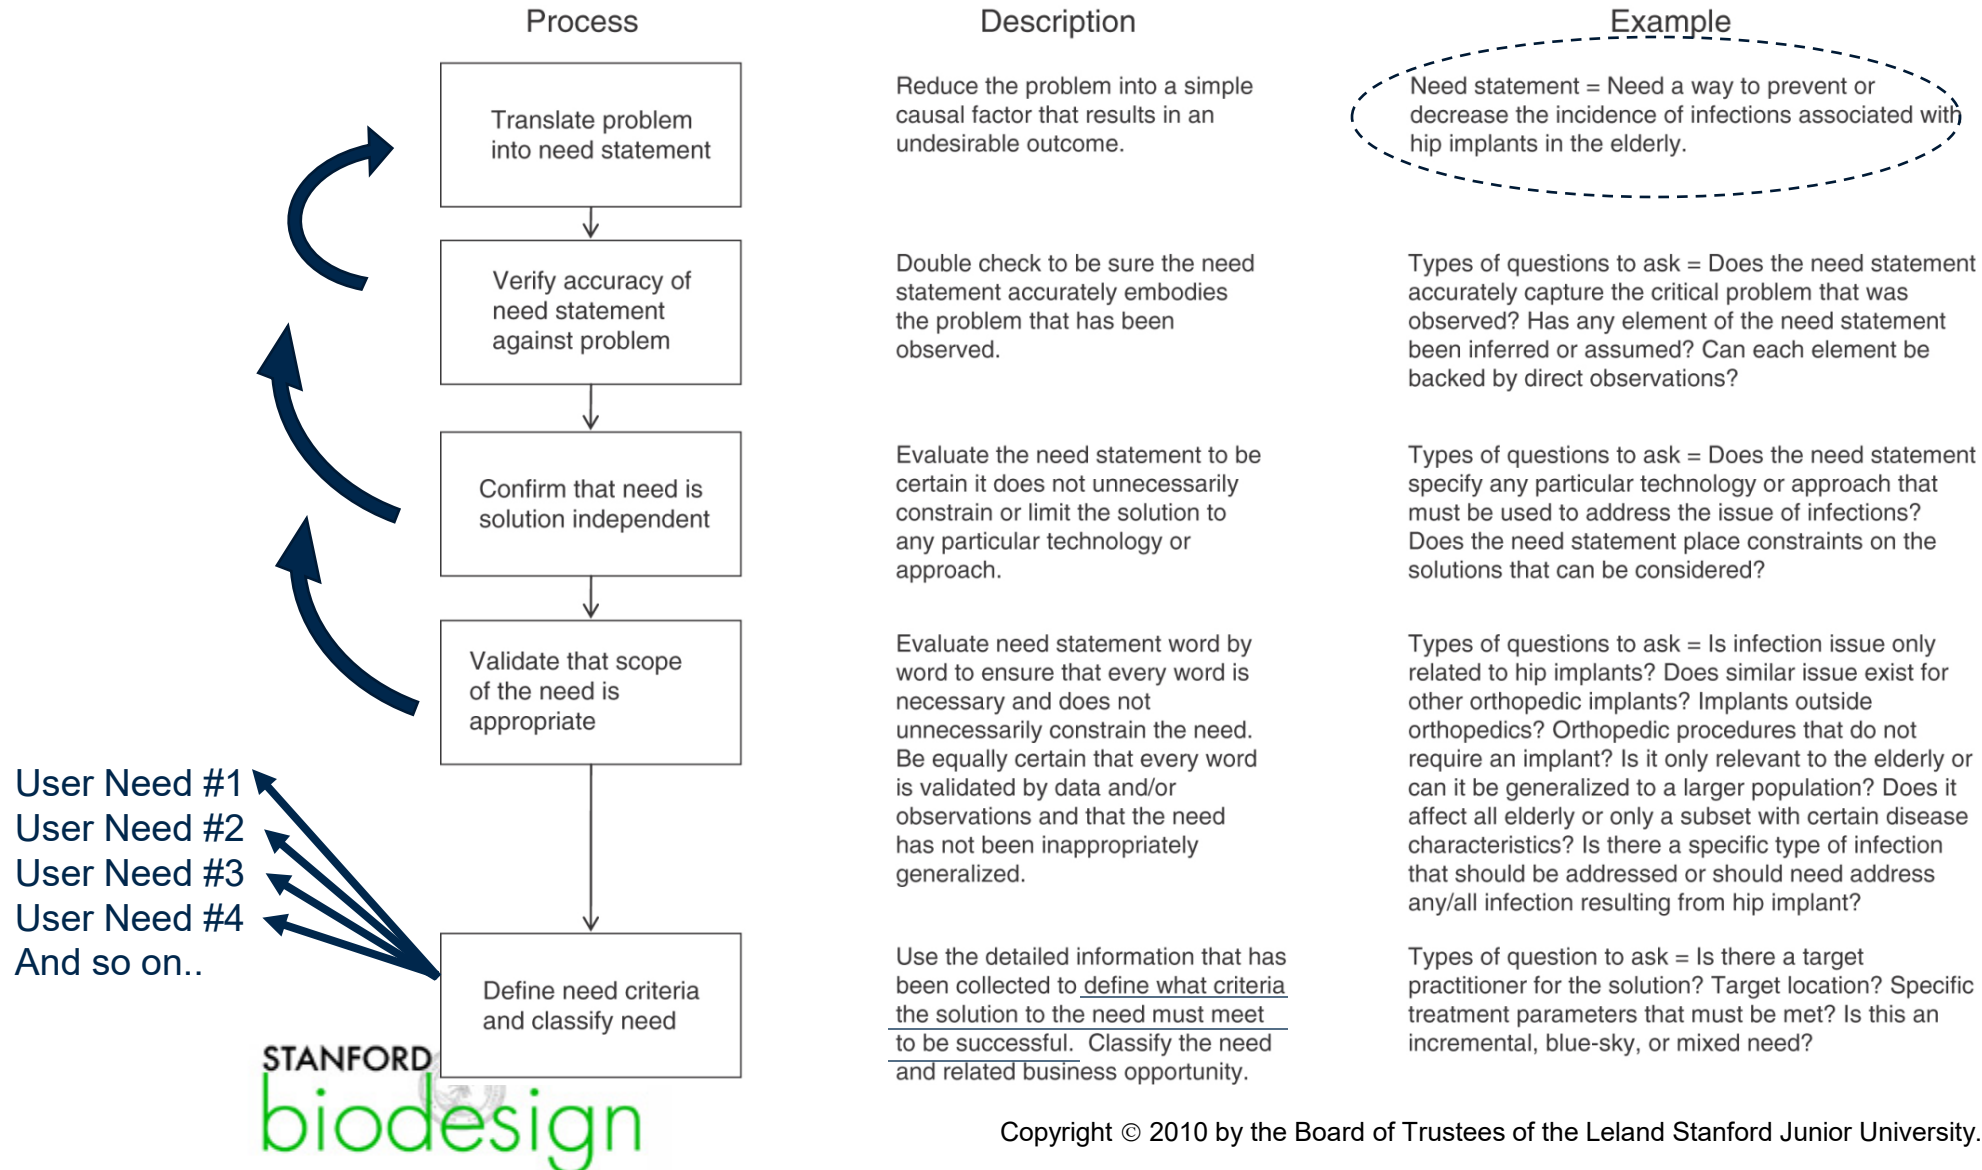 Process
Description
Example
Translate problem
into need statement
Reduce the problem into a simple
causal factor that results in an
undesirable outcome.
Need statement = Need a way to prevent or
decrease the incidence of infections associated with
hip implants in the elderly.
Verify accuracy of
need statement
against problem
Double check to be sure the need
statement accurately embodies
the problem that has been
observed.
Types of questions to ask = Does the need statement
accurately capture the critical problem that was
observed? Has any element of the need statement
been inferred or assumed? Can each element be
backed by direct observations?
Confirm that need is
solution independent
Evaluate the need statement to be
certain it does not unnecessarily
constrain or limit the solution to
any particular technology or
approach.
Types of questions to ask = Does the need statement
specify any particular technology or approach that
must be used to address the issue of infections?
Does the need statement place constraints on the
solutions that can be considered?
Validate that scope
of the need is
appropriate
Evaluate need statement word by
word to ensure that every word is
necessary and does not
unnecessarily constrain the need.
Be equally certain that every word
is validated by data and/or
observations and that the need
has not been inappropriately
generalized.
Types of questions to ask = Is infection issue only
related to hip implants? Does similar issue exist for
other orthopedic implants? Implants outside
orthopedics? Orthopedic procedures that do not
require an implant? Is it only relevant to the elderly or
can it be generalized to a larger population? Does it
affect all elderly or only a subset with certain disease
characteristics? Is there a specific type of infection
that should be addressed or should need address
any/all infection resulting from hip implant?
User Need #1
User Need #2
User Need #3
User Need #4
And so on..
Define need criteria
and classify need
Use the detailed information that has
been collected to define what criteria
the solution to the need must meet
to be successful. Classify the need
and related business opportunity.
Types of question to ask = Is there a target
practitioner for the solution? Target location? Specific
treatment parameters that must be met? Is this an
incremental, blue-sky, or mixed need?
STANFORD
biodesign
Copyright © 2010 by the Board of Trustees of the Leland Stanford Junior University.